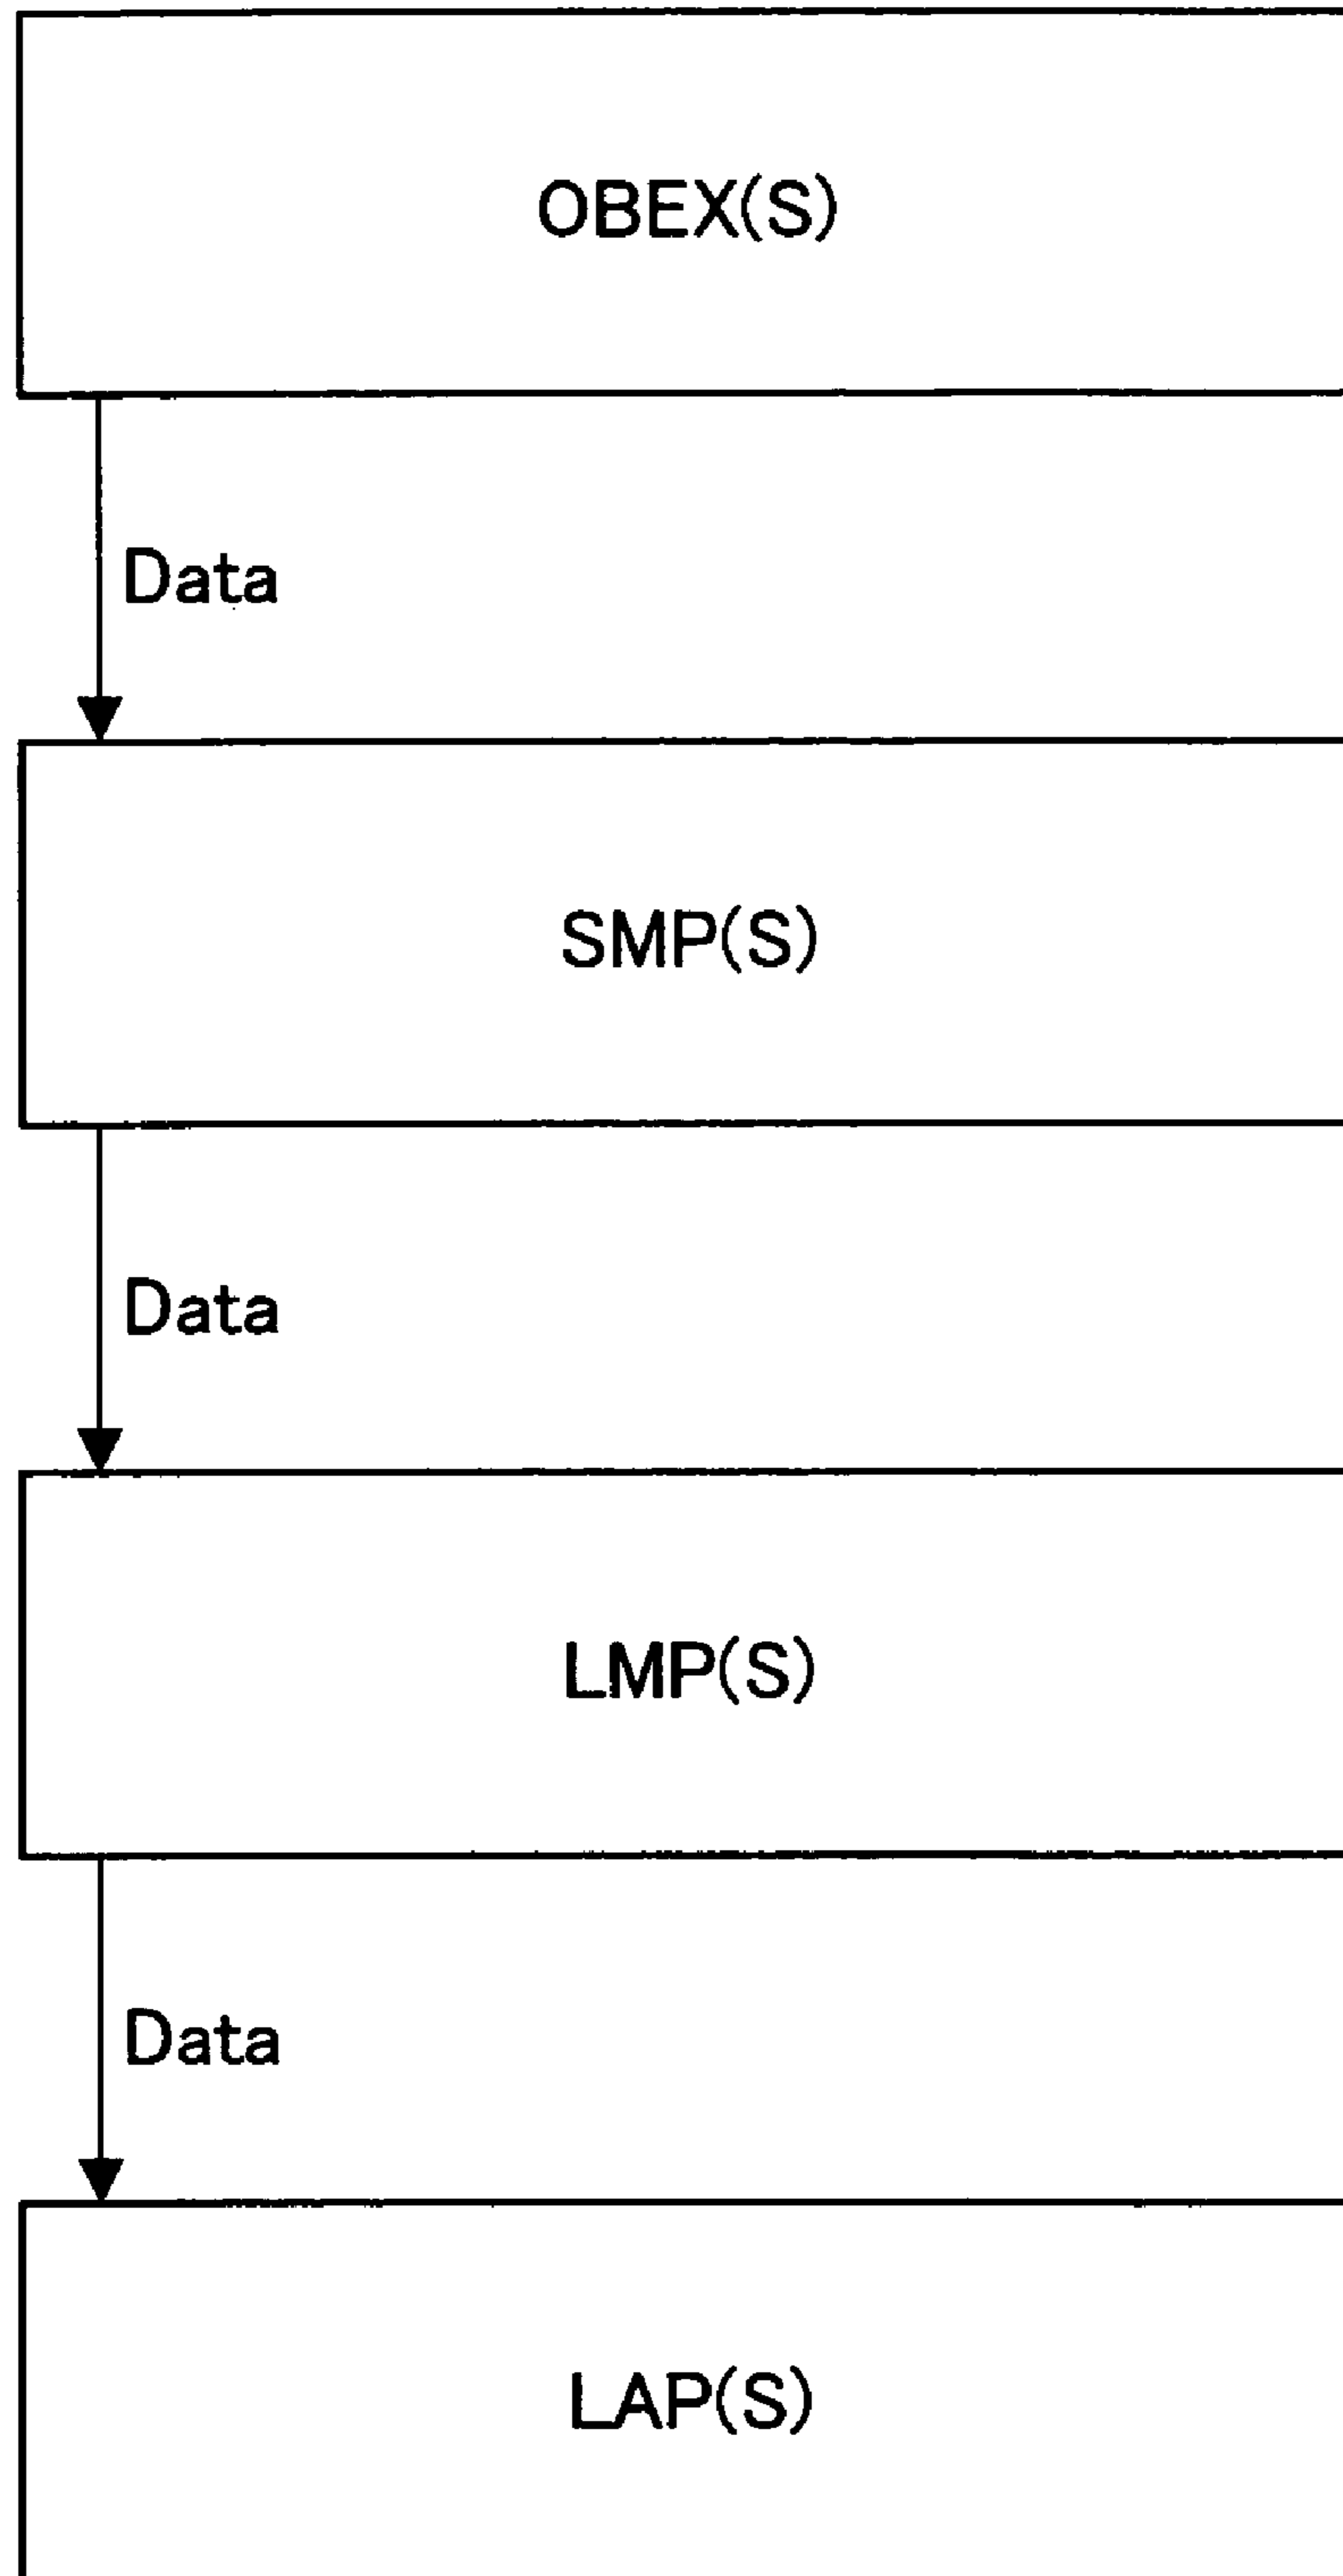 OBEX(S)
Data
SMP(S)
Data
LMP(S)
Data
LAP(S)